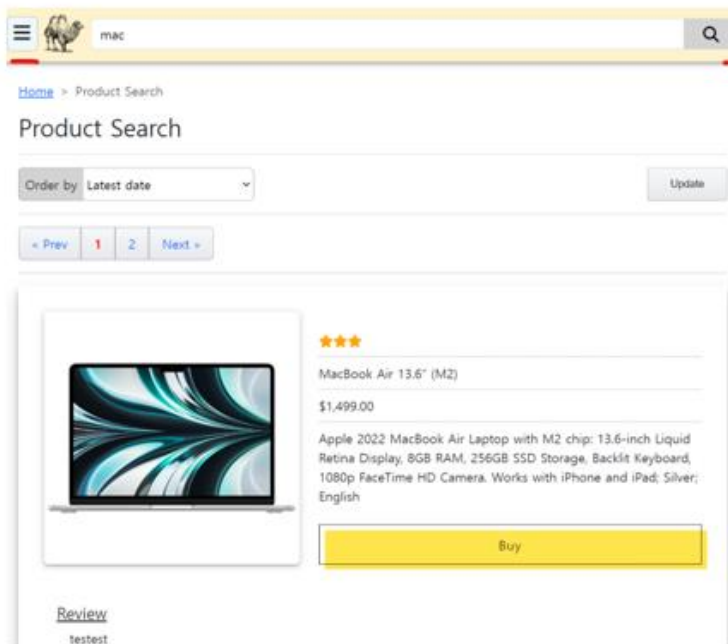 mac
Home > Product Search
Product Search
Order by Latest date
Update
« Prev 1 2 Next »
MacBook Air 13.6" (M2)
$1,499.00
Apple 2022 MacBook Air Laptop with M2 chip: 13.6-inch Liquid
Retina Display, 8GB RAM, 256GB SSD Storage, Backlit Keyboard,
1080p FaceTime HD Camera. Works with iPhone and iPad; Silver;
English
Buy
Review
testest